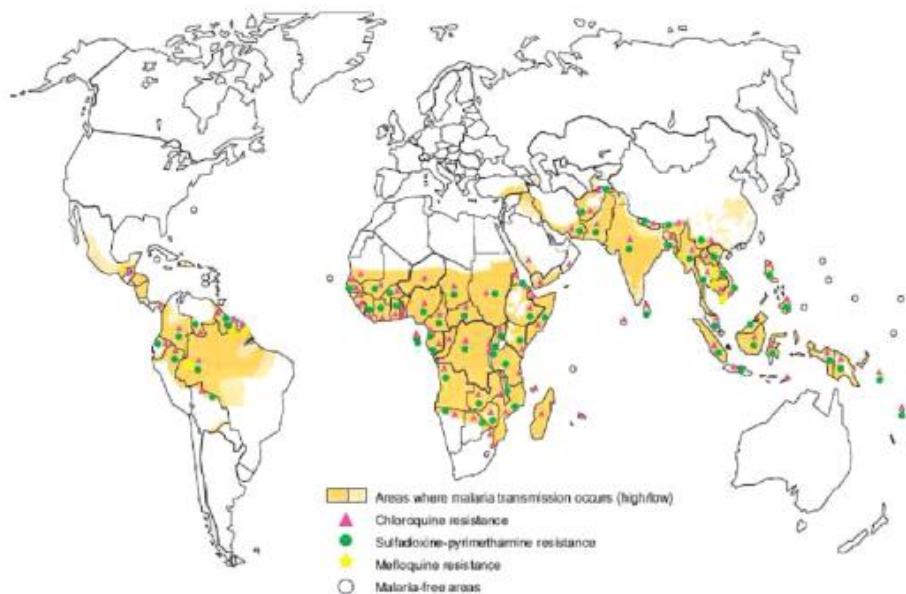 Areas where malaria transmission occurs (high/low)
Chloroquine resistance
Sulfadoxine-pyrimethamine resistance
Mefloquine resistance
Malaria-free areas